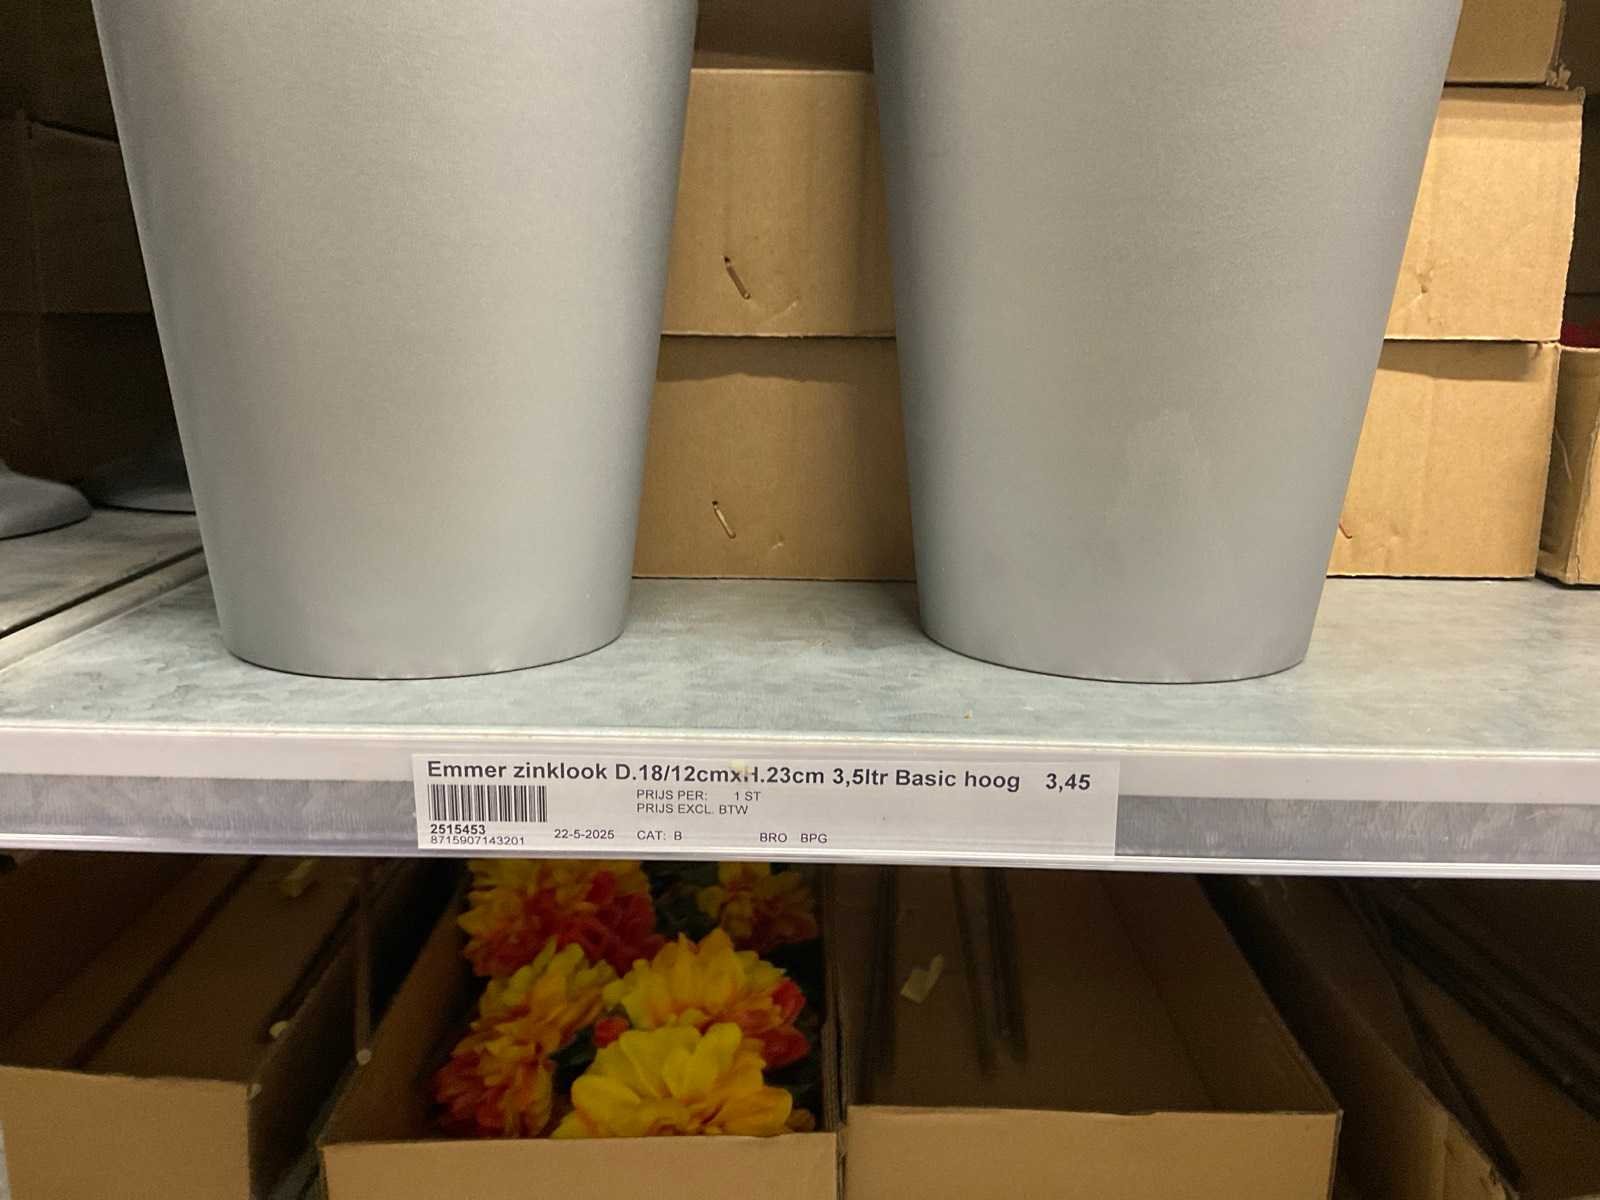 Emmer zinklook D.18/12cmxH.23cm 3,5ltr Basic hoog 3,45
PRIJS PER: 1 ST
PRIJS EXCL. BTW
2515453
8715907143201
22-5-2025 CAT: B BRO BPG